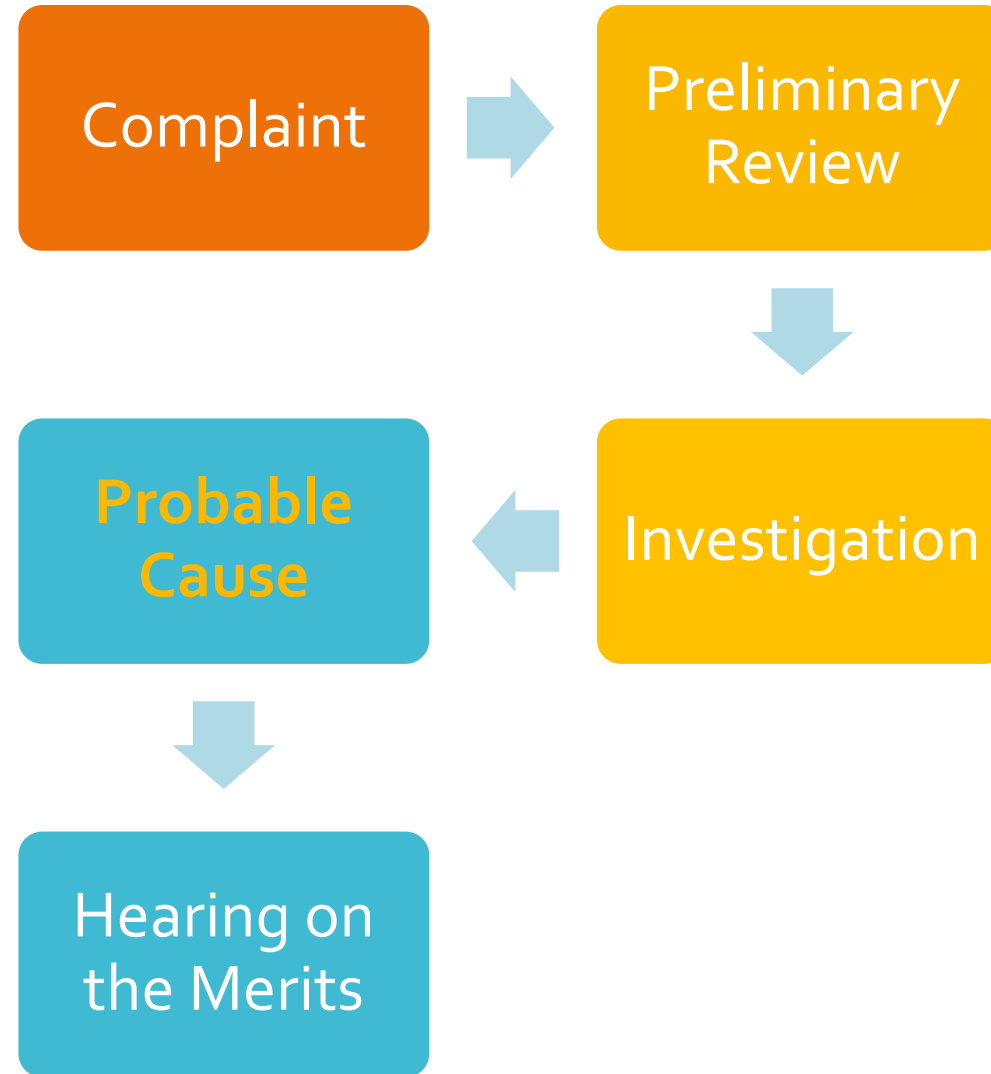 Complaint
Preliminary
Review
Investigation
Probable
Cause
Hearing on
the Merits